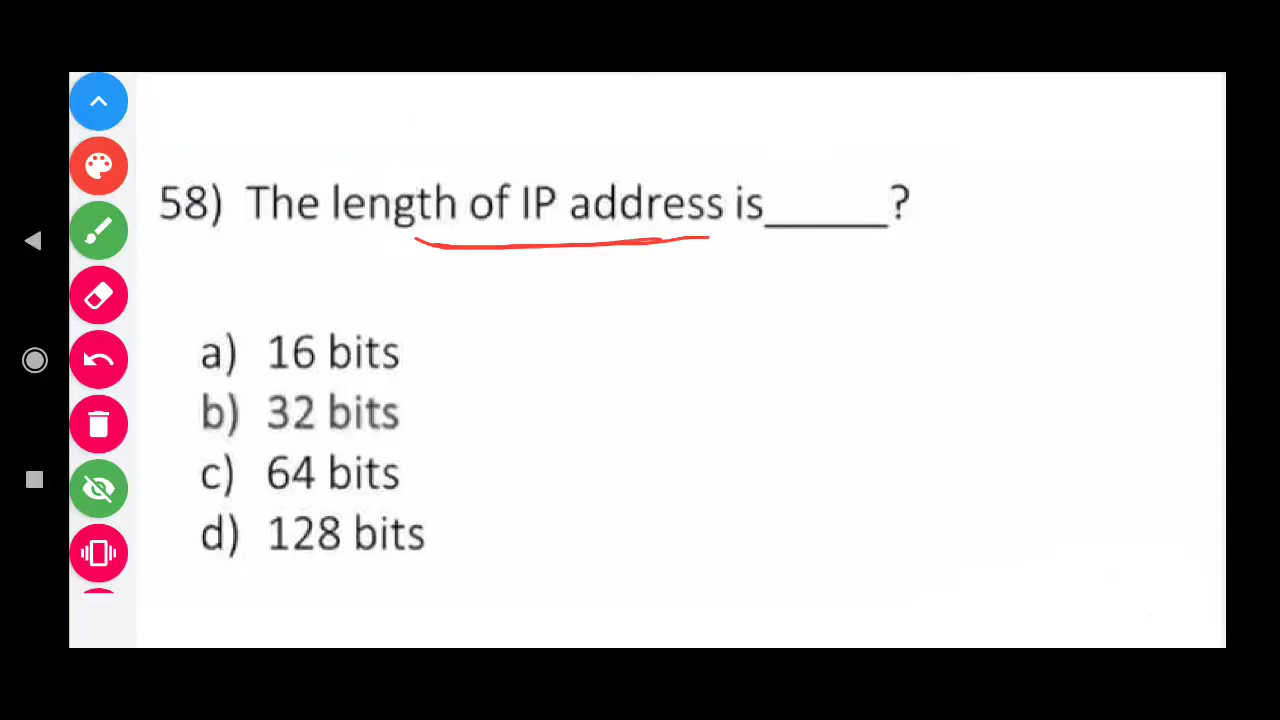 58) The length of IP address is______?
a) 16 bits
b) 32 bits
c) 64 bits
d) 128 bits